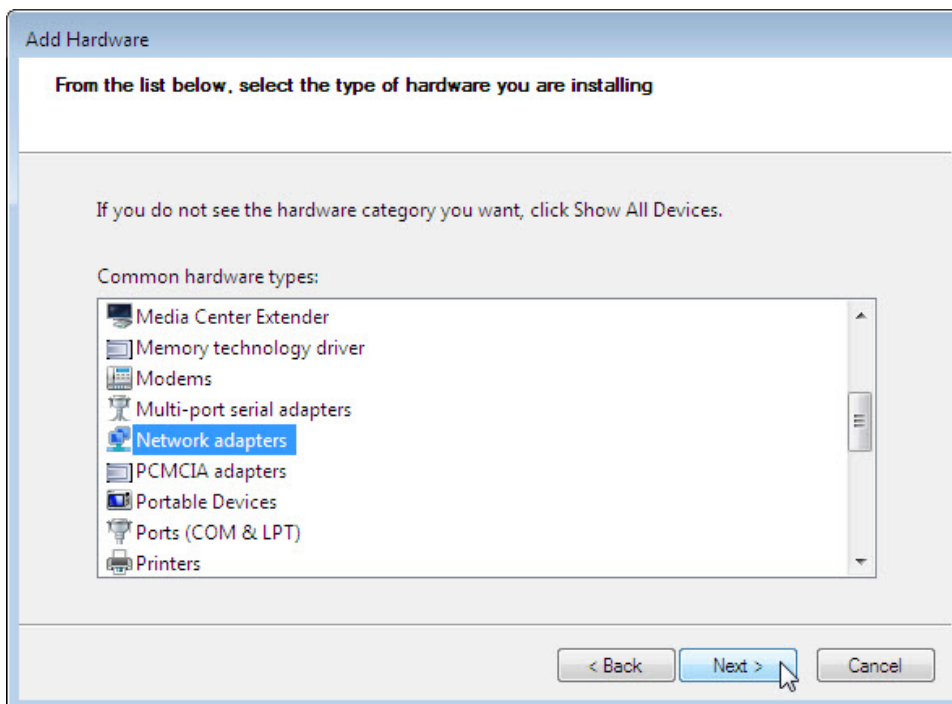 Add Hardware
From the list below, select the type of hardware you are installing
If you do not see the hardware category you want, click Show All Devices.
Common hardware types:
Media Center Extender
Memory technology driver
Modems
Multi-port serial adapters
Network adapters
PCMCIA adapters
Portable Devices
Ports (COM & LPT)
Printers
< Back Next > Cancel